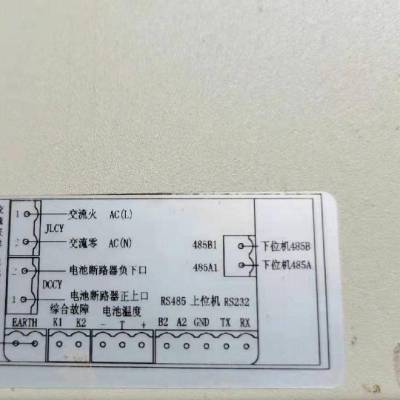 1 交流火 AC(L)
JLCY
2 交流零 AC(N)
485B1 下位机485B
485A1 下位机485A
2 电池断路器负下口
DCCY
1 电池断路器正上口
综合故障 电池温度 RS485 上位机 RS232
EARTH K1 K2 - T + B2 A2 GND TX RX